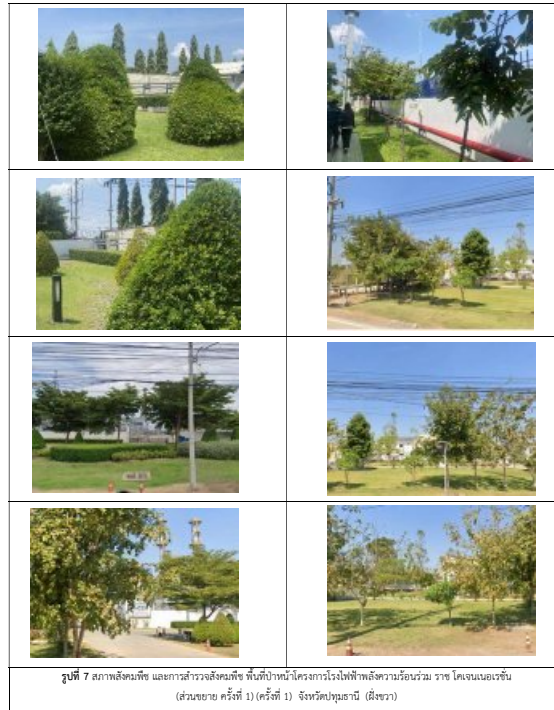 รูปที่ 7 สภาพสังคมพืช และการสำรวจสังคมพืช พื้นที่ป่าหน้าโครงการโรงไฟฟ้าพลังความร้อนร่วม ราช โคเจนเนอเรชั่น
(ส่วนขยาย ครั้งที่ 1) (ครั้งที่ 1) จังหวัดปทุมธานี (ฝั่งขวา)